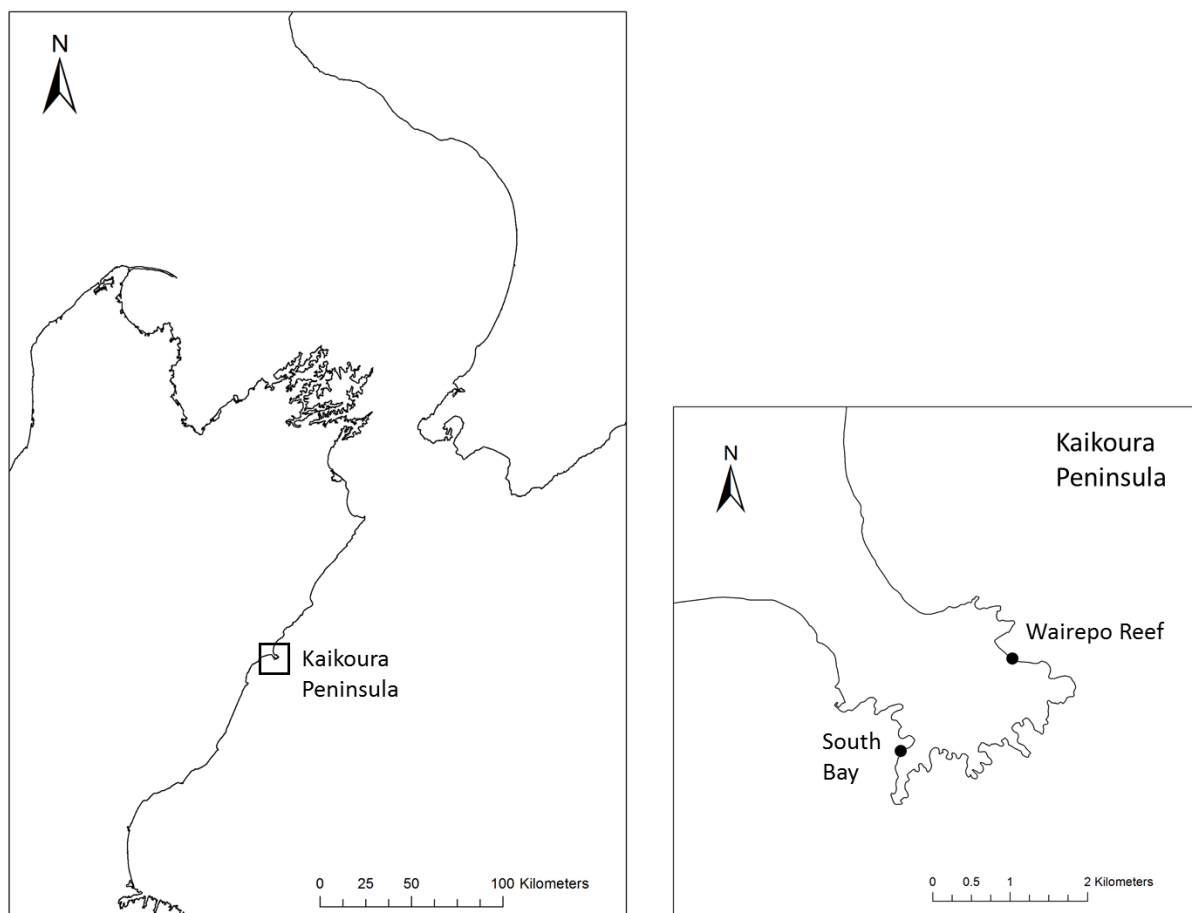 N
Kaikoura
Peninsula
0 25 50 100 Kilometers
Kaikoura
Peninsula
N
Wairepo Reef
South
Bay
0 0.5 1 2 Kilometers